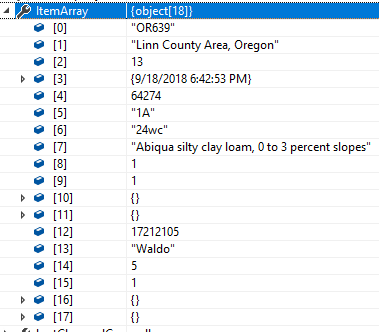 ItemArray {object[18]}
[0] "OR639"
[1] "Linn County Area, Oregon"
[2] 13
[3] {9/18/2018 6:42:53 PM}
[4] 64274
[5] "1A"
[6] "24wc"
[7] "Abiqua silty clay loam, 0 to 3 percent slopes"
[8] 1
[9] 1
[10] {}
[11] {}
[12] 17212105
[13] "Waldo"
[14] 5
[15] 1
[16] {}
[17] {}